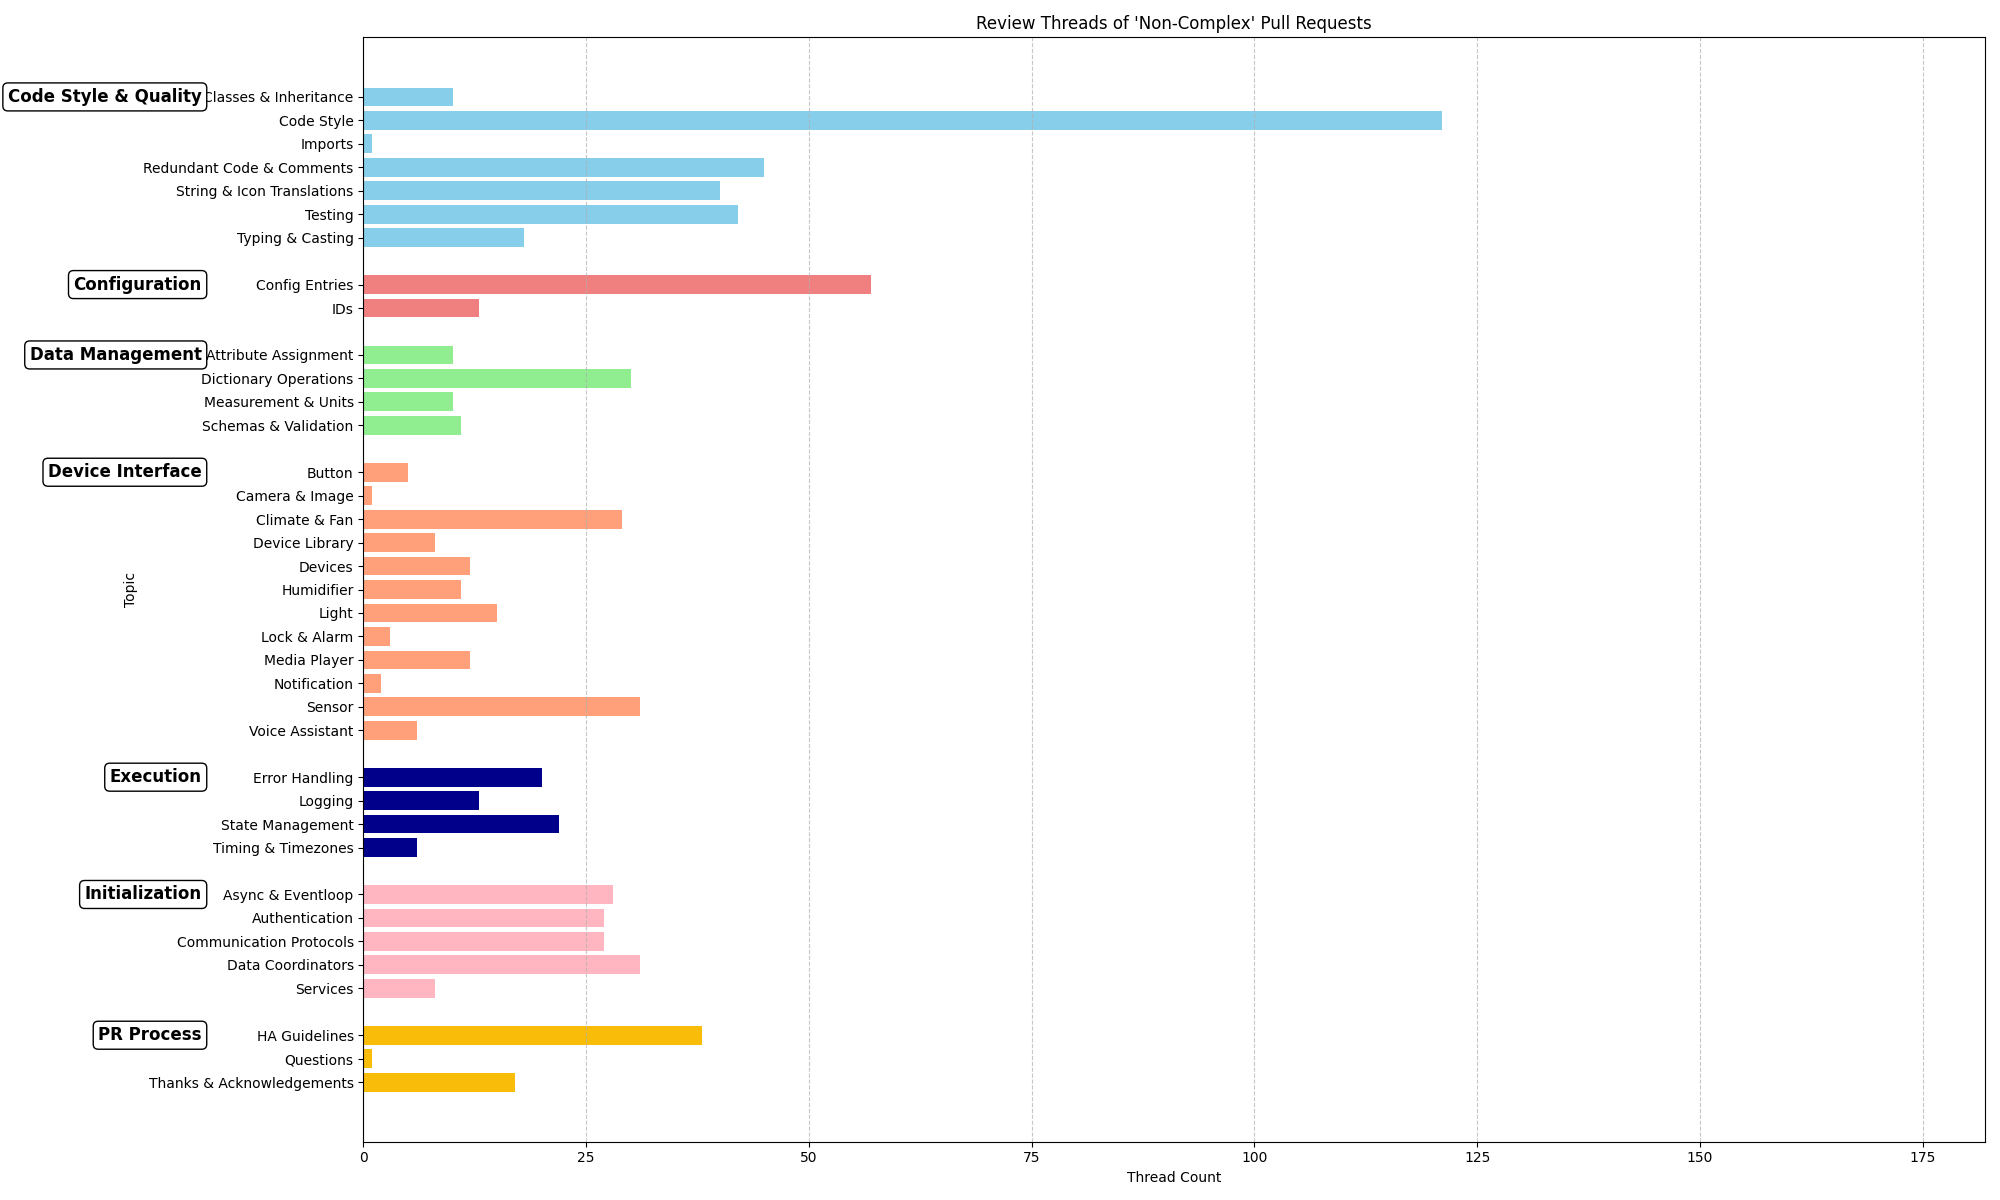 Review Threads of 'Non-Complex' Pull Requests
Code Style & Quality
Classes & Inheritance
Code Style
Imports
Redundant Code & Comments
String & Icon Translations
Testing
Typing & Casting
Configuration
Config Entries
IDs
Data Management
Attribute Assignment
Dictionary Operations
Measurement & Units
Schemas & Validation
Device Interface
Button
Camera & Image
Climate & Fan
Device Library
Devices
Humidifier
Light
Lock & Alarm
Media Player
Notification
Sensor
Voice Assistant
Execution
Error Handling
Logging
State Management
Timing & Timezones
Initialization
Async & Eventloop
Authentication
Communication Protocols
Data Coordinators
Services
PR Process
HA Guidelines
Questions
Thanks & Acknowledgements
Topic
0 25 50 75 100 125 150 175
Thread Count